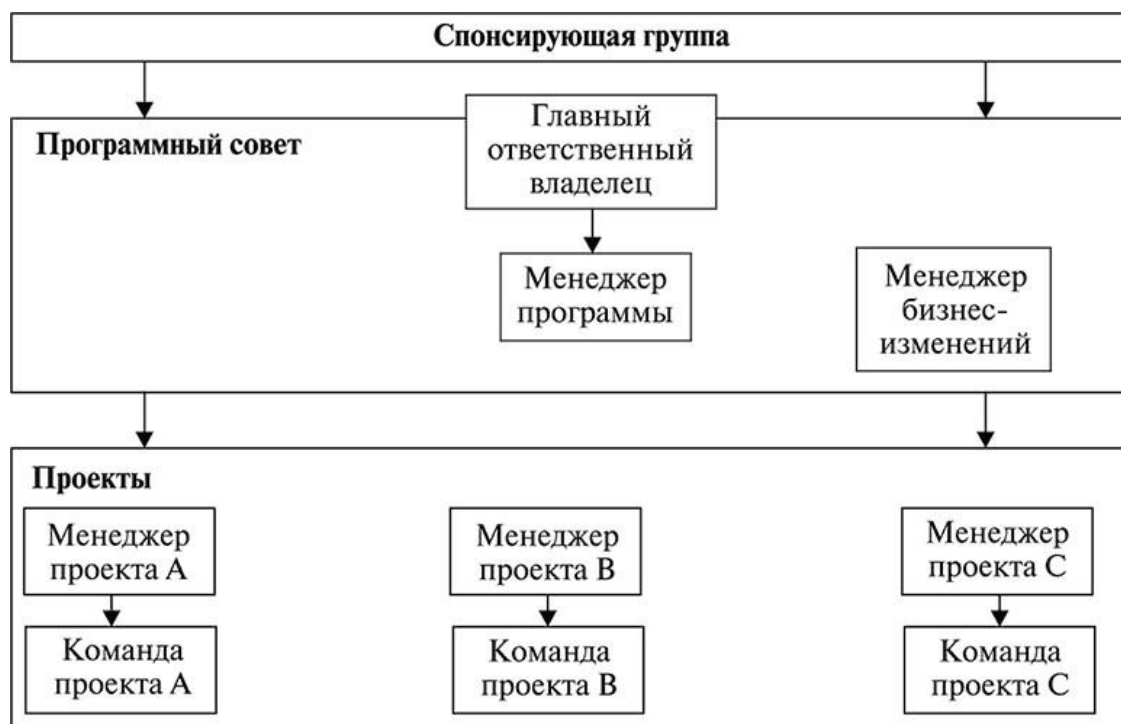 Спонсирующая группа
Главный
ответственный
владелец
Программный совет
Менеджер
программы
Менеджер
бизнес-
изменений
Проекты
Менеджер
проекта А
Менеджер
проекта В
Менеджер
проекта С
Команда
проекта А
Команда
проекта В
Команда
проекта С